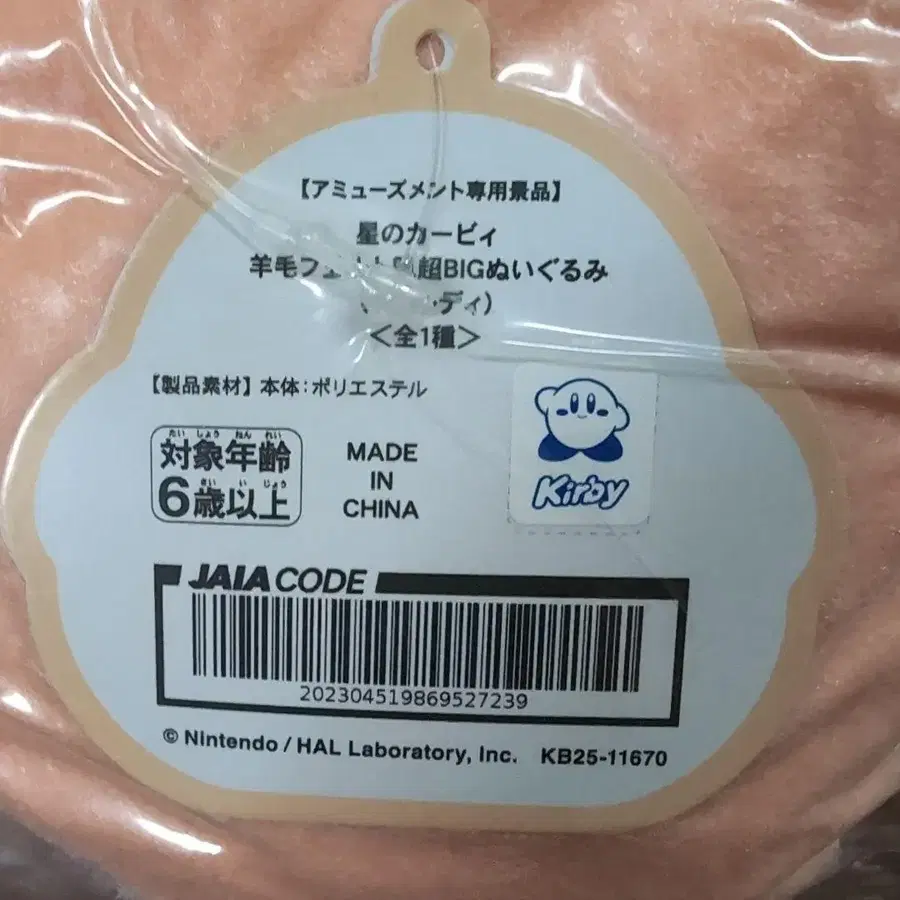 【アミューズメント専用景品】
星のカービィ
羊毛フェルト 超BIGぬいぐるみ
ディ）
＜全1種＞
【製品素材】本体：ポリエステル
たい しょう ねん れい
対象年齢
さい い じょう
6歳以上
MADE
IN
CHINA
Kirby
JAIA CODE
202304519869527239
© Nintendo / HAL Laboratory, Inc. KB25-11670